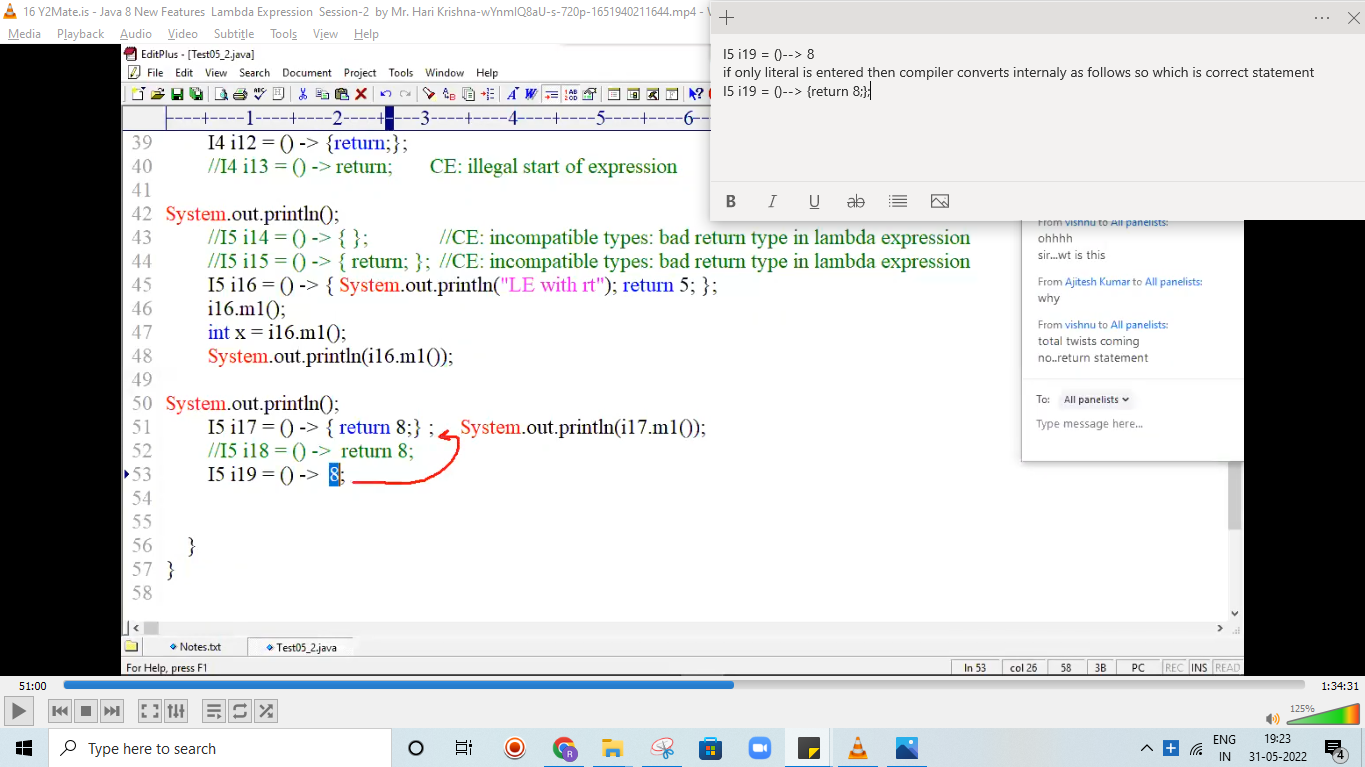 16 Y2Mate.is - Java 8 New Features Lambda Expression Session-2 by Mr. Hari Krishna-wYnmlQ8aU-s-720p-1651940211644.mp4 - V
Media Playback Audio Video Subtitle Tools View Help
I5 i19 = ()--> 8
if only literal is entered then compiler converts internaly as follows so which is correct statement
I5 i19 = ()--> {return 8;};
B I U ab
EditPlus - [Test05_2.java]
File Edit View Search Document Project Tools Window Help
----+----1----+----2----+----3----+----4----+----5----+----6--
39 I4 i12 = () -> {return;};
40 //I4 i13 = () -> return; CE: illegal start of expression
41
42 System.out.println();
43 //I5 i14 = () -> { }; //CE: incompatible types: bad return type in lambda expression
44 //I5 i15 = () -> { return; }; //CE: incompatible types: bad return type in lambda expression
45 I5 i16 = () -> { System.out.println("LE with rt"); return 5; };
46 i16.m1();
47 int x = i16.m1();
48 System.out.println(i16.m1());
49
50 System.out.println();
51 I5 i17 = () -> { return 8;} ; System.out.println(i17.m1());
52 //I5 i18 = () -> return 8;
53 I5 i19 = () -> 8;
54
55
56 }
57 }
58
From vishnu to All panelists:
ohhhh
sir...wt is this
From Ajitesh Kumar to All panelists:
why
From vishnu to All panelists:
total twists coming
no..return statement
To: All panelists
Type message here...
Notes.txt Test05_2.java
For Help, press F1 ln 53 col 26 58 3B PC REC INS READ
51:00 1:34:31
125%
Type here to search
ENG
IN
19:23
31-05-2022
4